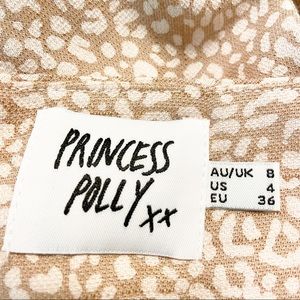 PRINCESS
POLLY xx
AU/UK 8
US 4
EU 36